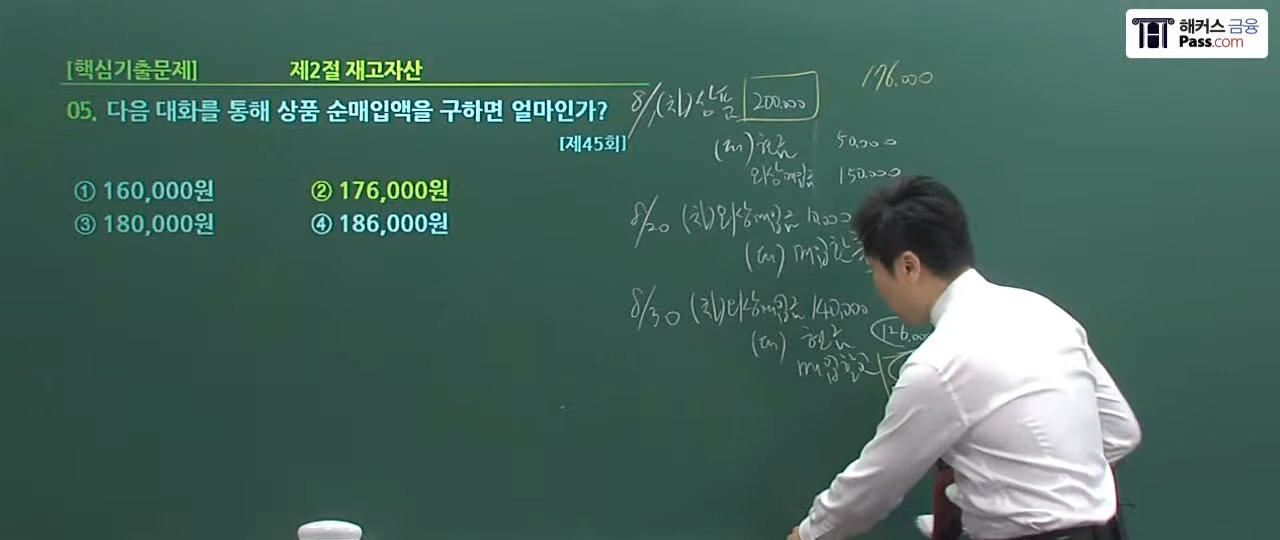 해커스 금융
Pass.com
[핵심기출문제] 제2절 재고자산
05. 다음 대화를 통해 상품 순매입액을 구하면 얼마인가?
[제45회]
① 160,000원 ② 176,000원
③ 180,000원 ④ 186,000원
176.000
8/1 (차) 상품 200.000
(대) 현금 50.000
외상매입금 150.000
8/20 (차) 외상매입금 10.000
(대) 매입환출
8/30 (차) 외상매입금 140,000
(대) 현금 126.000
매입할인